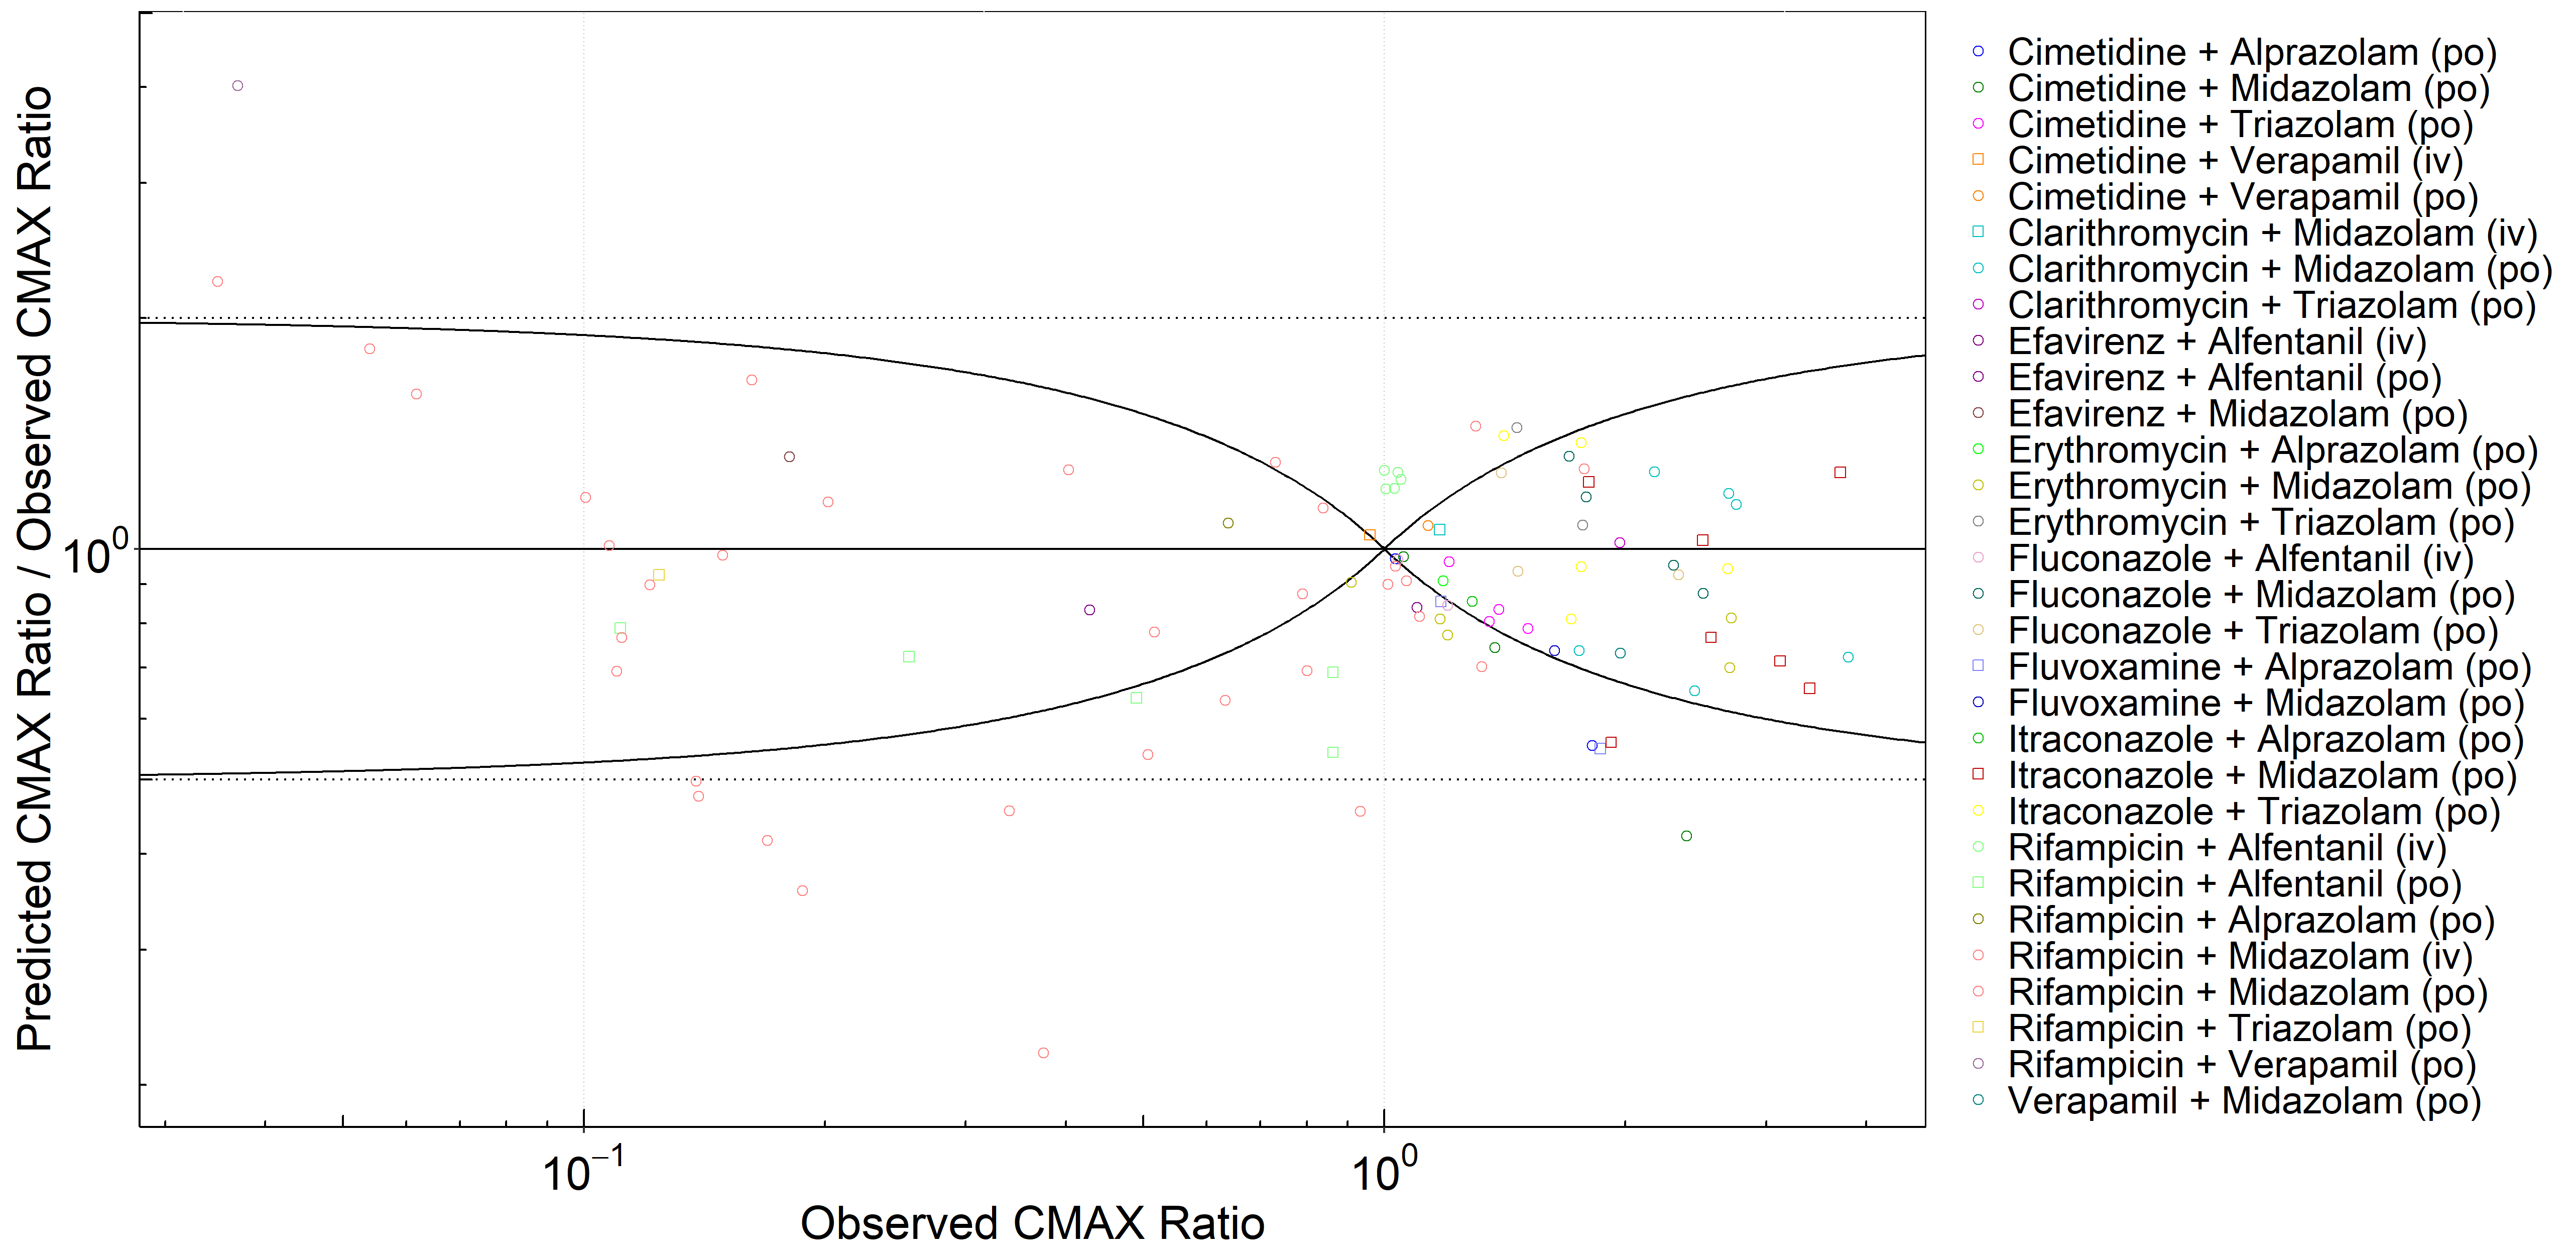 Predicted CMAX Ratio / Observed CMAX Ratio
10⁰
10⁻¹
10⁰
Observed CMAX Ratio
Cimetidine + Alprazolam (po)
Cimetidine + Midazolam (po)
Cimetidine + Triazolam (po)
Cimetidine + Verapamil (iv)
Cimetidine + Verapamil (po)
Clarithromycin + Midazolam (iv)
Clarithromycin + Midazolam (po)
Clarithromycin + Triazolam (po)
Efavirenz + Alfentanil (iv)
Efavirenz + Alfentanil (po)
Efavirenz + Midazolam (po)
Erythromycin + Alprazolam (po)
Erythromycin + Midazolam (po)
Erythromycin + Triazolam (po)
Fluconazole + Alfentanil (iv)
Fluconazole + Midazolam (po)
Fluconazole + Triazolam (po)
Fluvoxamine + Alprazolam (po)
Fluvoxamine + Midazolam (po)
Itraconazole + Alprazolam (po)
Itraconazole + Midazolam (po)
Itraconazole + Triazolam (po)
Rifampicin + Alfentanil (iv)
Rifampicin + Alfentanil (po)
Rifampicin + Alprazolam (po)
Rifampicin + Midazolam (iv)
Rifampicin + Midazolam (po)
Rifampicin + Triazolam (po)
Rifampicin + Verapamil (po)
Verapamil + Midazolam (po)